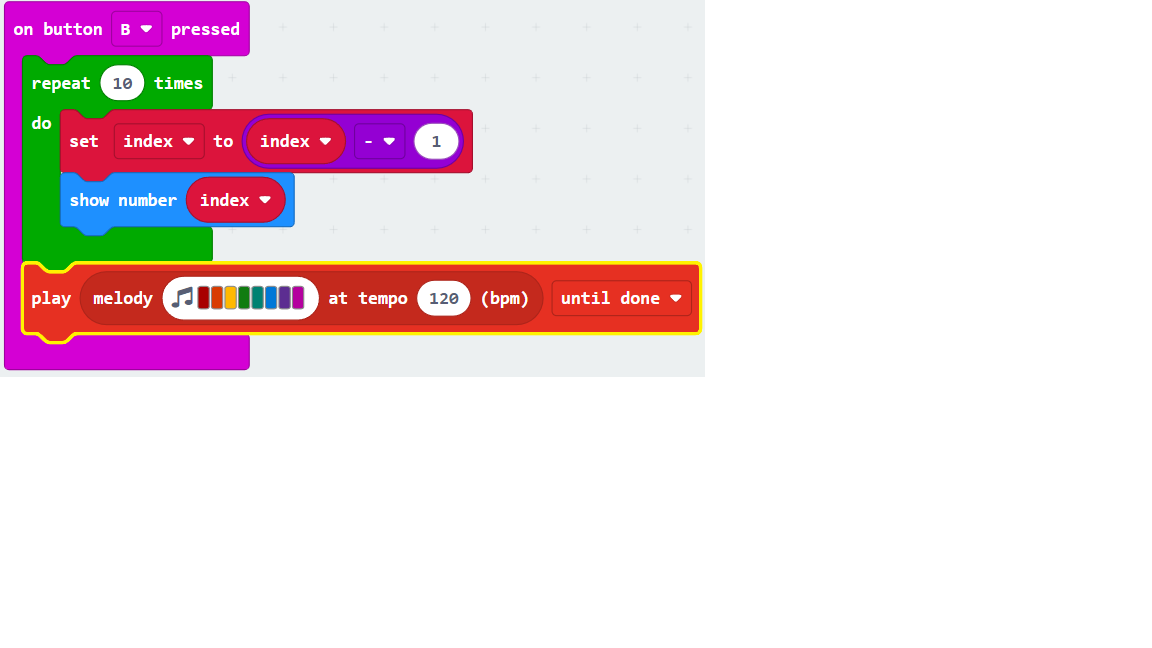 on button B pressed
repeat 10 times
do
set index to index - 1
show number index
play melody at tempo 120 (bpm) until done